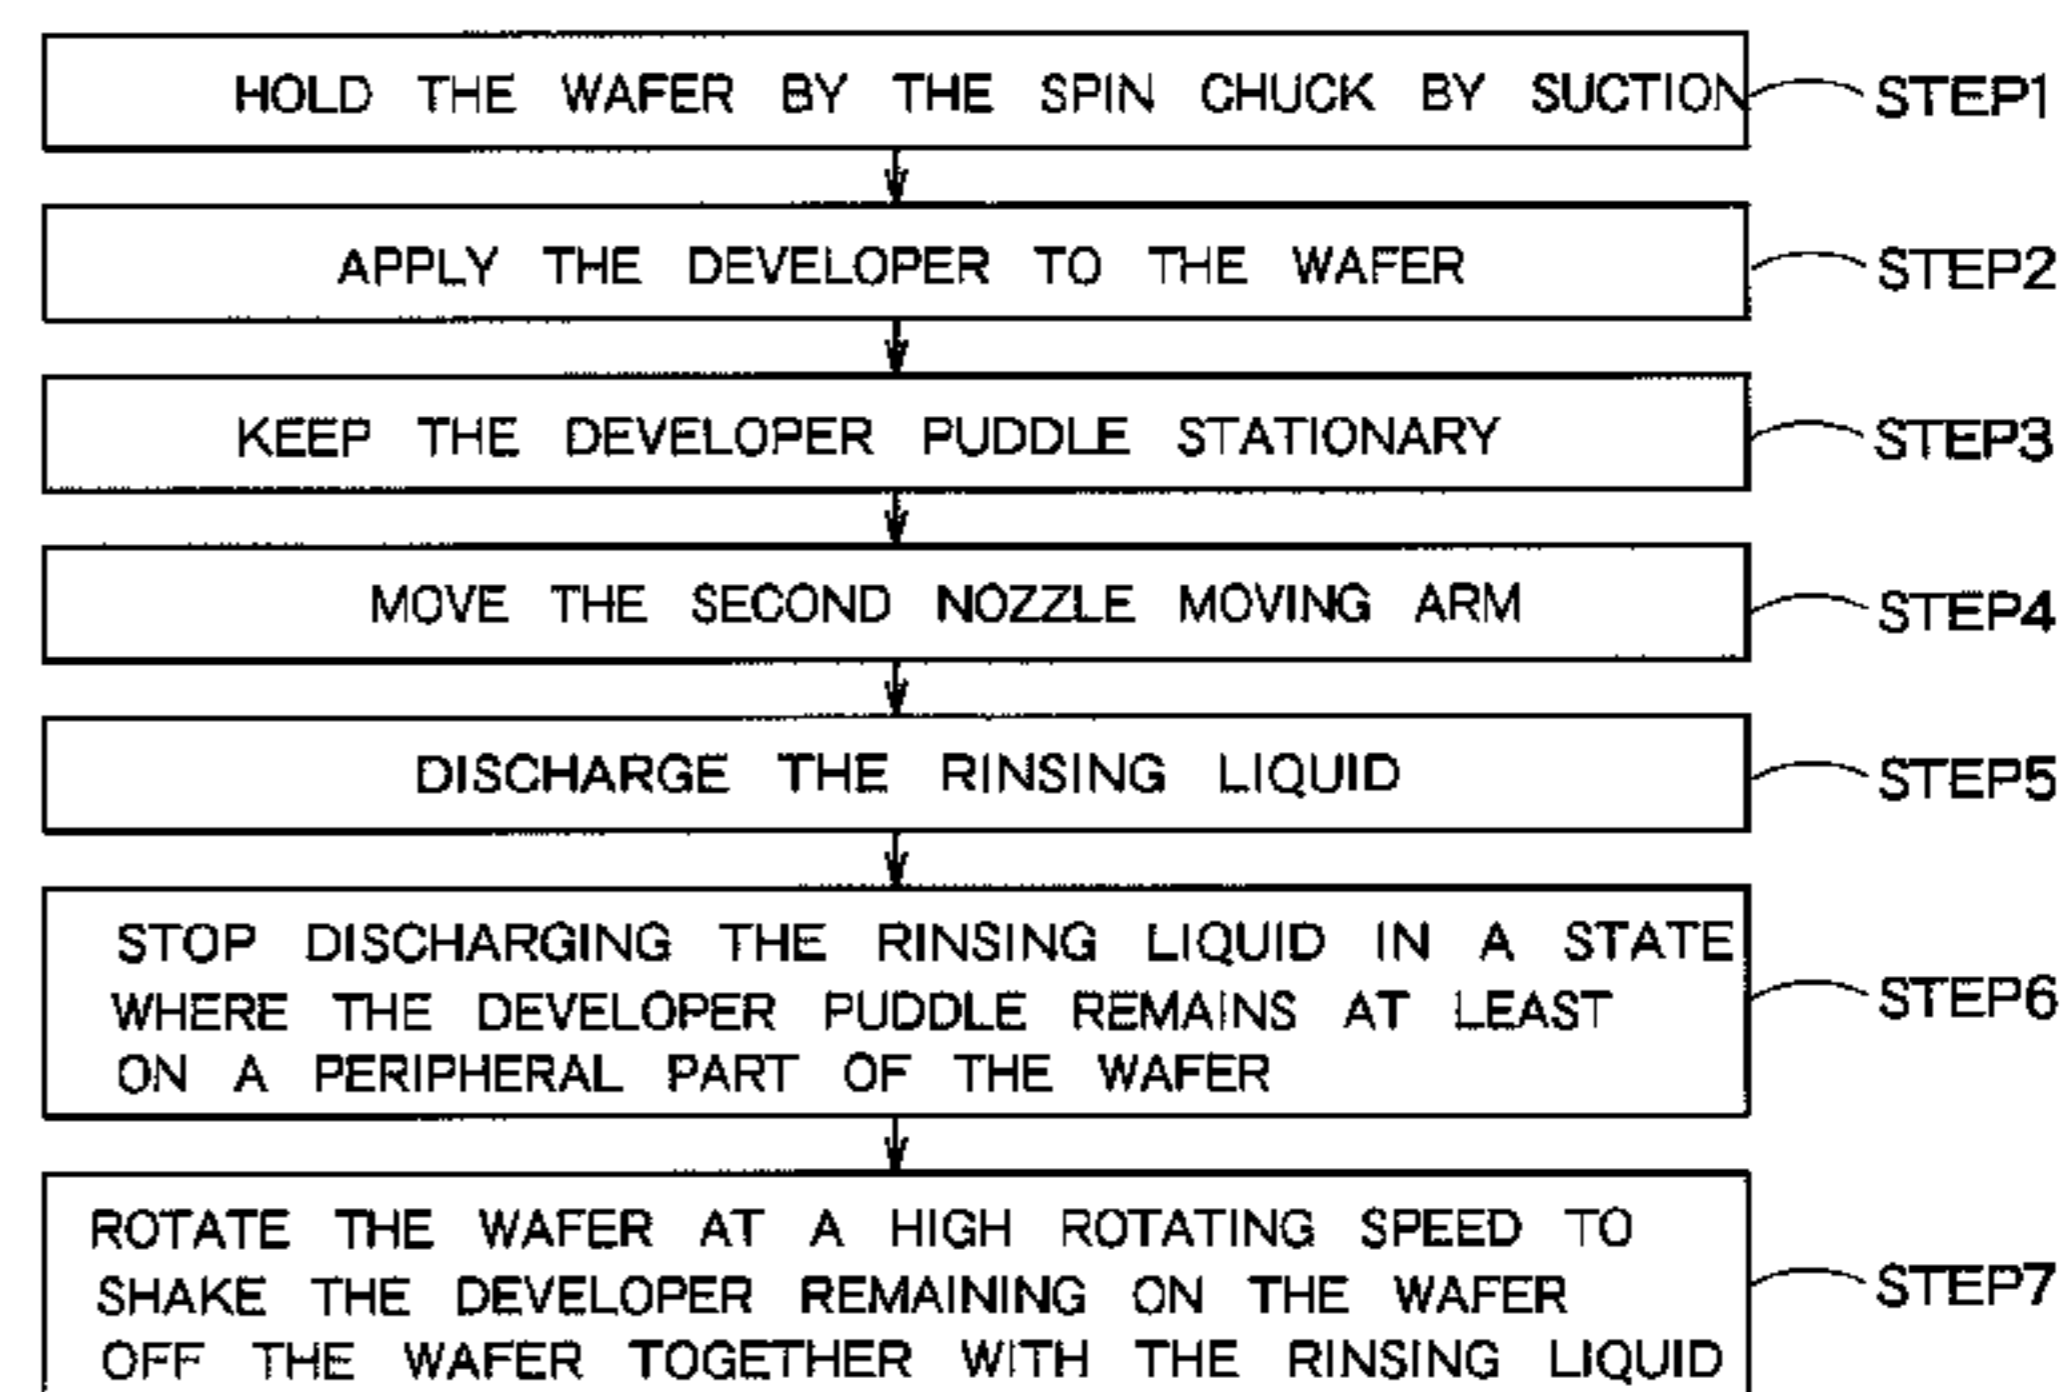 HOLD THE WAFER BY THE SPIN CHUCK BY SUCTION STEP1
APPLY THE DEVELOPER TO THE WAFER STEP2
KEEP THE DEVELOPER PUDDLE STATIONARY STEP3
MOVE THE SECOND NOZZLE MOVING ARM STEP4
DISCHARGE THE RINSING LIQUID STEP5
STOP DISCHARGING THE RINSING LIQUID IN A STATE
WHERE THE DEVELOPER PUDDLE REMAINS AT LEAST
ON A PERIPHERAL PART OF THE WAFER
STEP6
ROTATE THE WAFER AT A HIGH ROTATING SPEED TO
SHAKE THE DEVELOPER REMAINING ON THE WAFER
OFF THE WAFER TOGETHER WITH THE RINSING LIQUID
STEP7